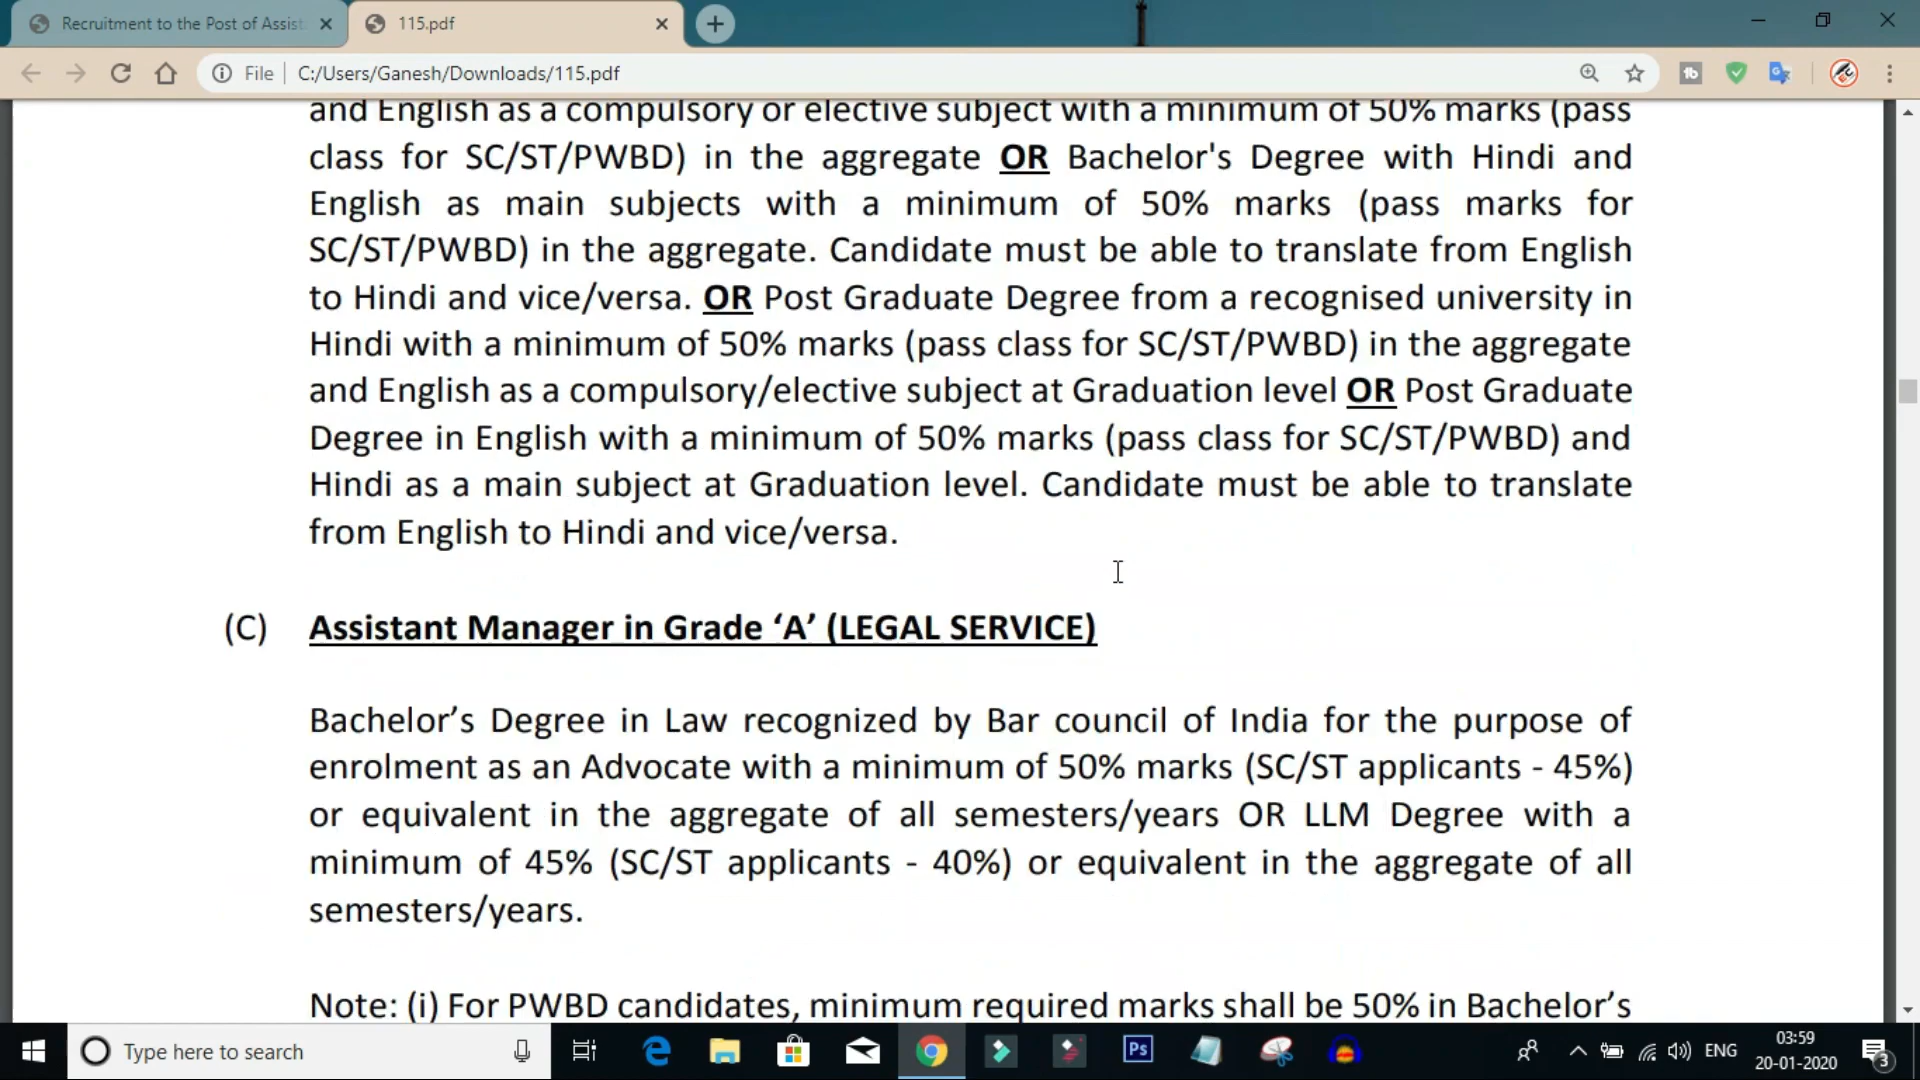 Recruitment to the Post of Assist
115.pdf
File
C:/Users/Ganesh/Downloads/115.pdf
and English as a compulsory or elective subject with a minimum of 50% marks (pass
class for SC/ST/PWBD) in the aggregate OR Bachelor's Degree with Hindi and
English as main subjects with a minimum of 50% marks (pass marks for
SC/ST/PWBD) in the aggregate. Candidate must be able to translate from English
to Hindi and vice/versa. OR Post Graduate Degree from a recognised university in
Hindi with a minimum of 50% marks (pass class for SC/ST/PWBD) in the aggregate
and English as a compulsory/elective subject at Graduation level OR Post Graduate
Degree in English with a minimum of 50% marks (pass class for SC/ST/PWBD) and
Hindi as a main subject at Graduation level. Candidate must be able to translate
from English to Hindi and vice/versa.
(C) Assistant Manager in Grade ‘A’ (LEGAL SERVICE)
Bachelor’s Degree in Law recognized by Bar council of India for the purpose of
enrolment as an Advocate with a minimum of 50% marks (SC/ST applicants - 45%)
or equivalent in the aggregate of all semesters/years OR LLM Degree with a
minimum of 45% (SC/ST applicants - 40%) or equivalent in the aggregate of all
semesters/years.
Note: (i) For PWBD candidates, minimum required marks shall be 50% in Bachelor’s
Type here to search
Ps
ENG
03:59
20-01-2020
3